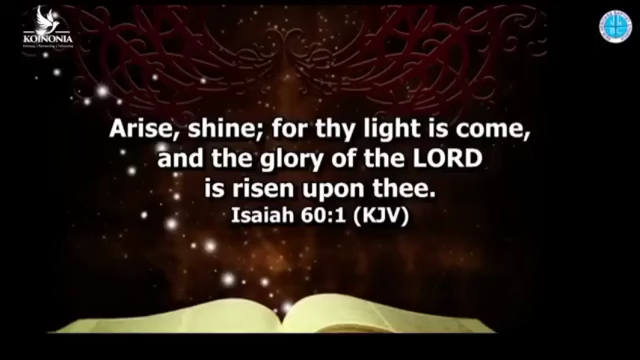 KOINONIA
Arise, shine; for thy light is come,
and the glory of the LORD
is risen upon thee.
Isaiah 60:1 (KJV)